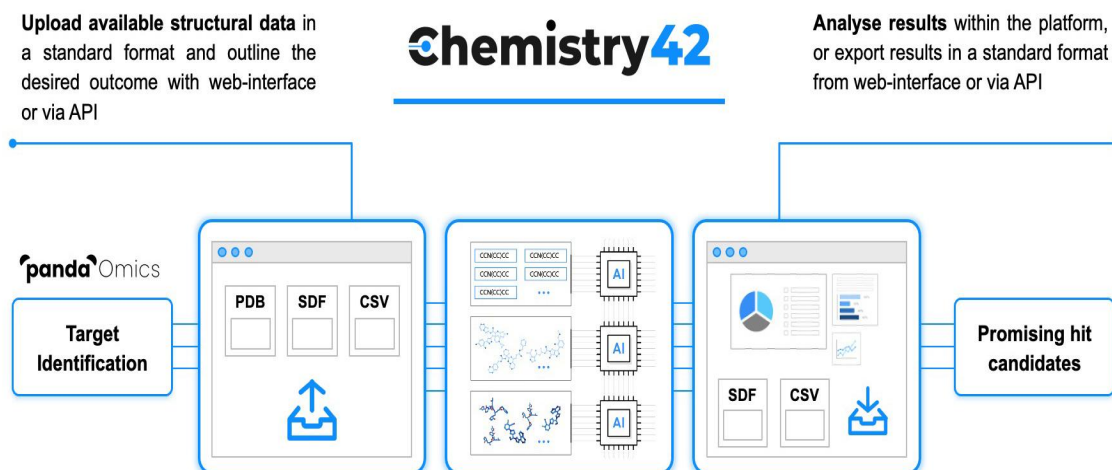 Upload available structural data in
a standard format and outline the
desired outcome with web-interface
or via API
Chemistry42
Analyse results within the platform,
or export results in a standard format
from web-interface or via API
pandaOmics
Target
Identification
PDB SDF CSV
CCN(CC)CC CCN(CC)CC
CCN(CC)CC CCN(CC)CC
CCN(CC)CC ...
AI
...
AI
...
AI
SDF CSV
Promising hit
candidates